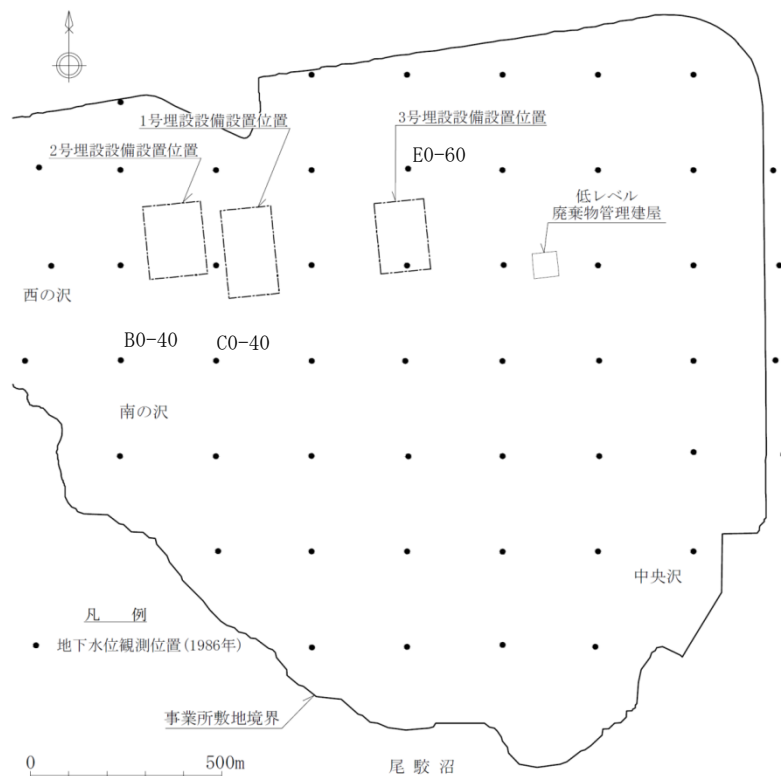 1号埋設設備設置位置
3号埋設設備設置位置
2号埋設設備設置位置
E0-60
低レベル
廃棄物管理建屋
西の沢
B0-40
C0-40
南の沢
中央沢
凡 例
地下水位観測位置(1986年)
事業所敷地境界
0
500m
尾駮沼